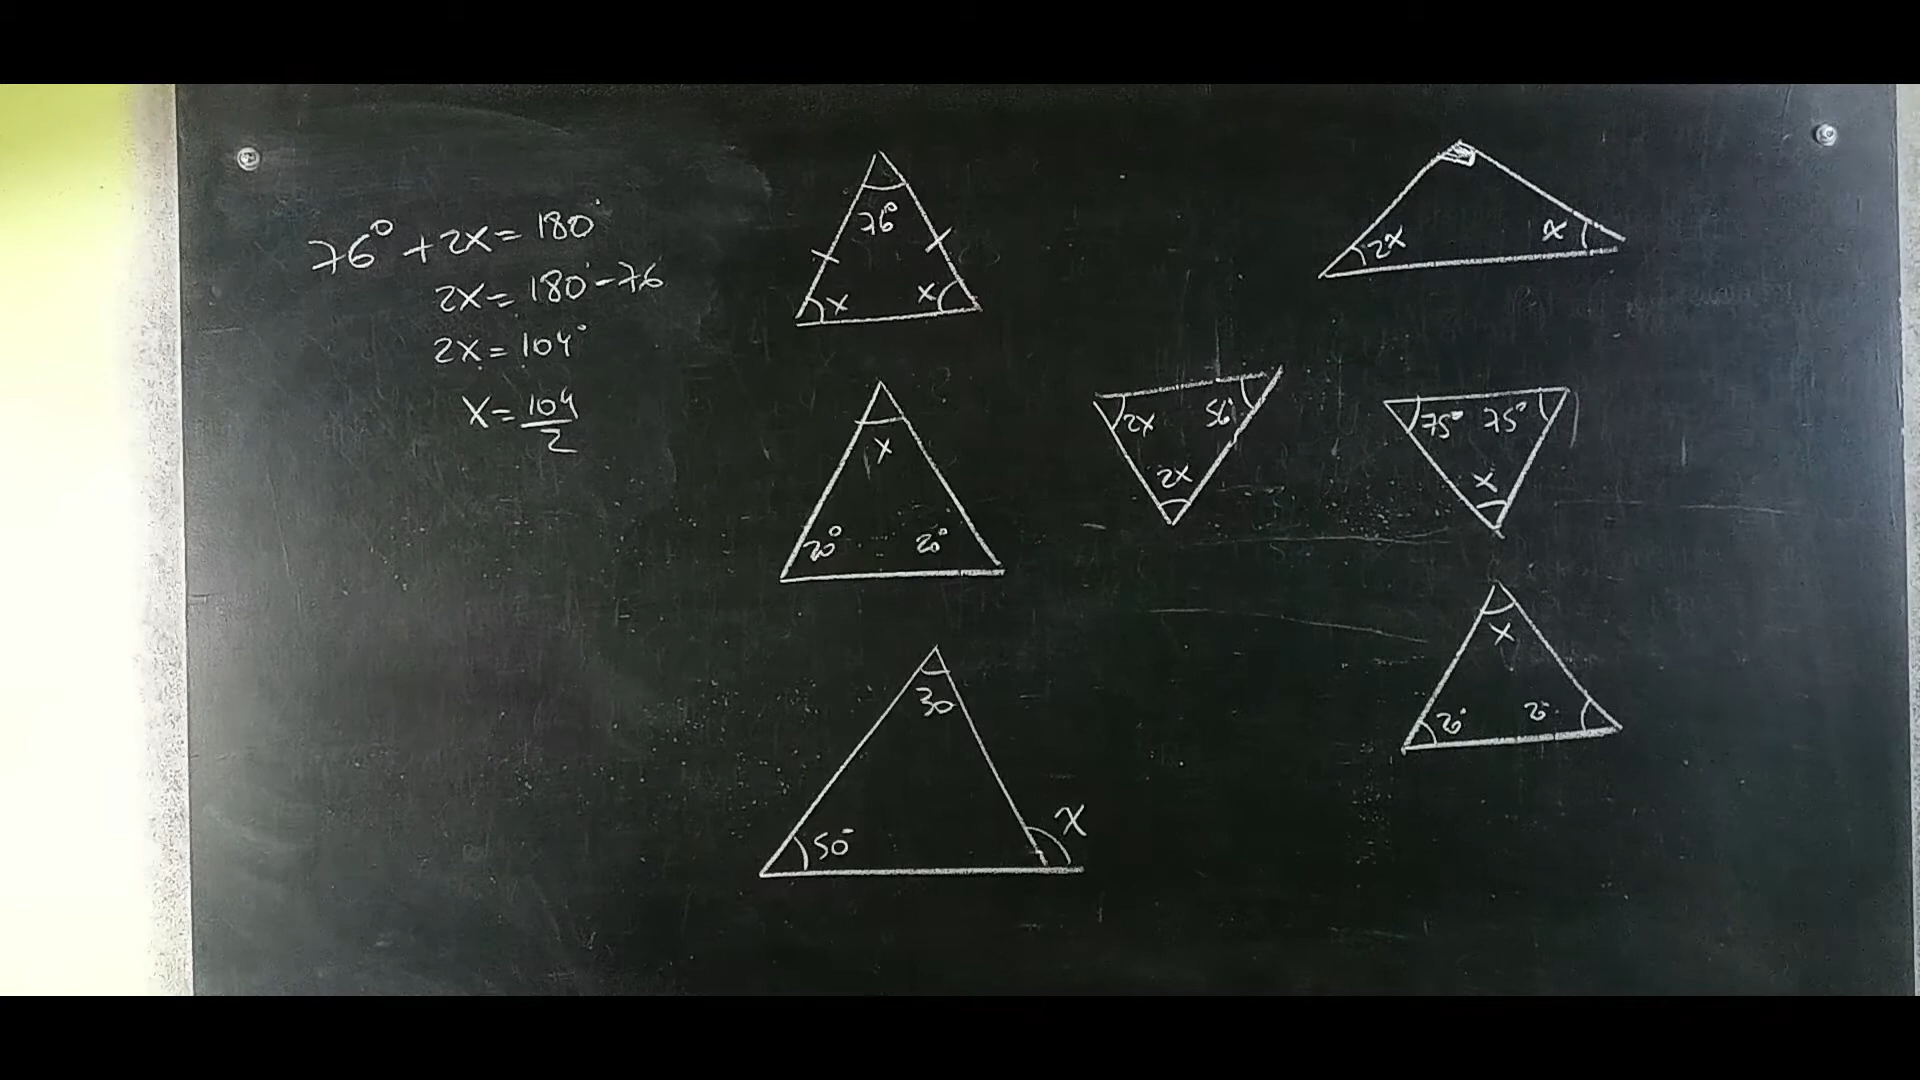 76° + 2x = 180°
2x = 180° - 76
2x = 104°
x = 104/2
76°
x x
2x x
x
20° 20°
2x 56°
2x
75° 75°
x
30
50° x
x
20° 20°